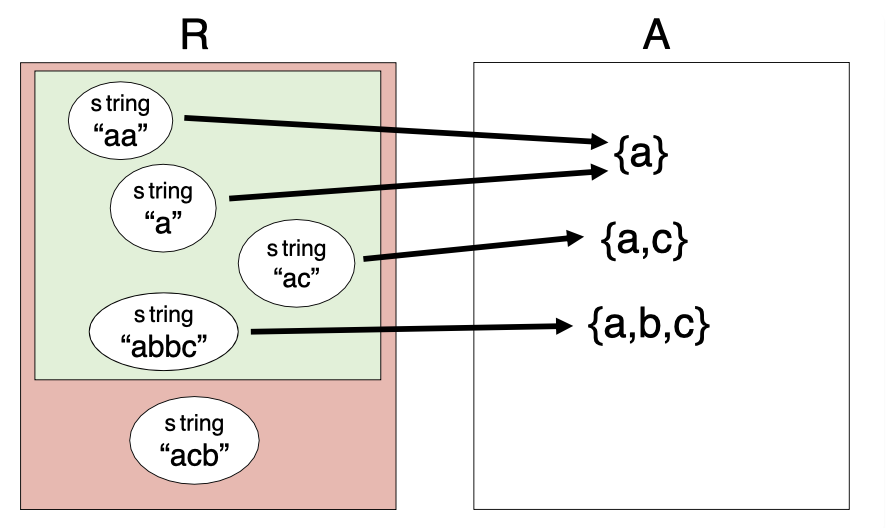 R
A
string
“aa”
{a}
string
“a”
string
“ac”
{a,c}
string
“abbc”
{a,b,c}
string
“acb”